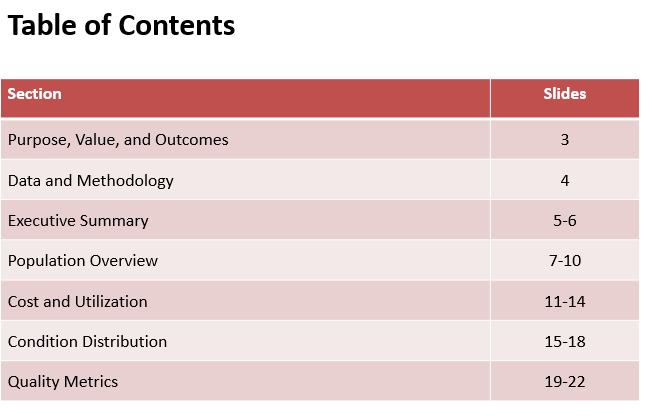 Table of Contents
Section Slides
Purpose, Value, and Outcomes 3
Data and Methodology 4
Executive Summary 5-6
Population Overview 7-10
Cost and Utilization 11-14
Condition Distribution 15-18
Quality Metrics 19-22